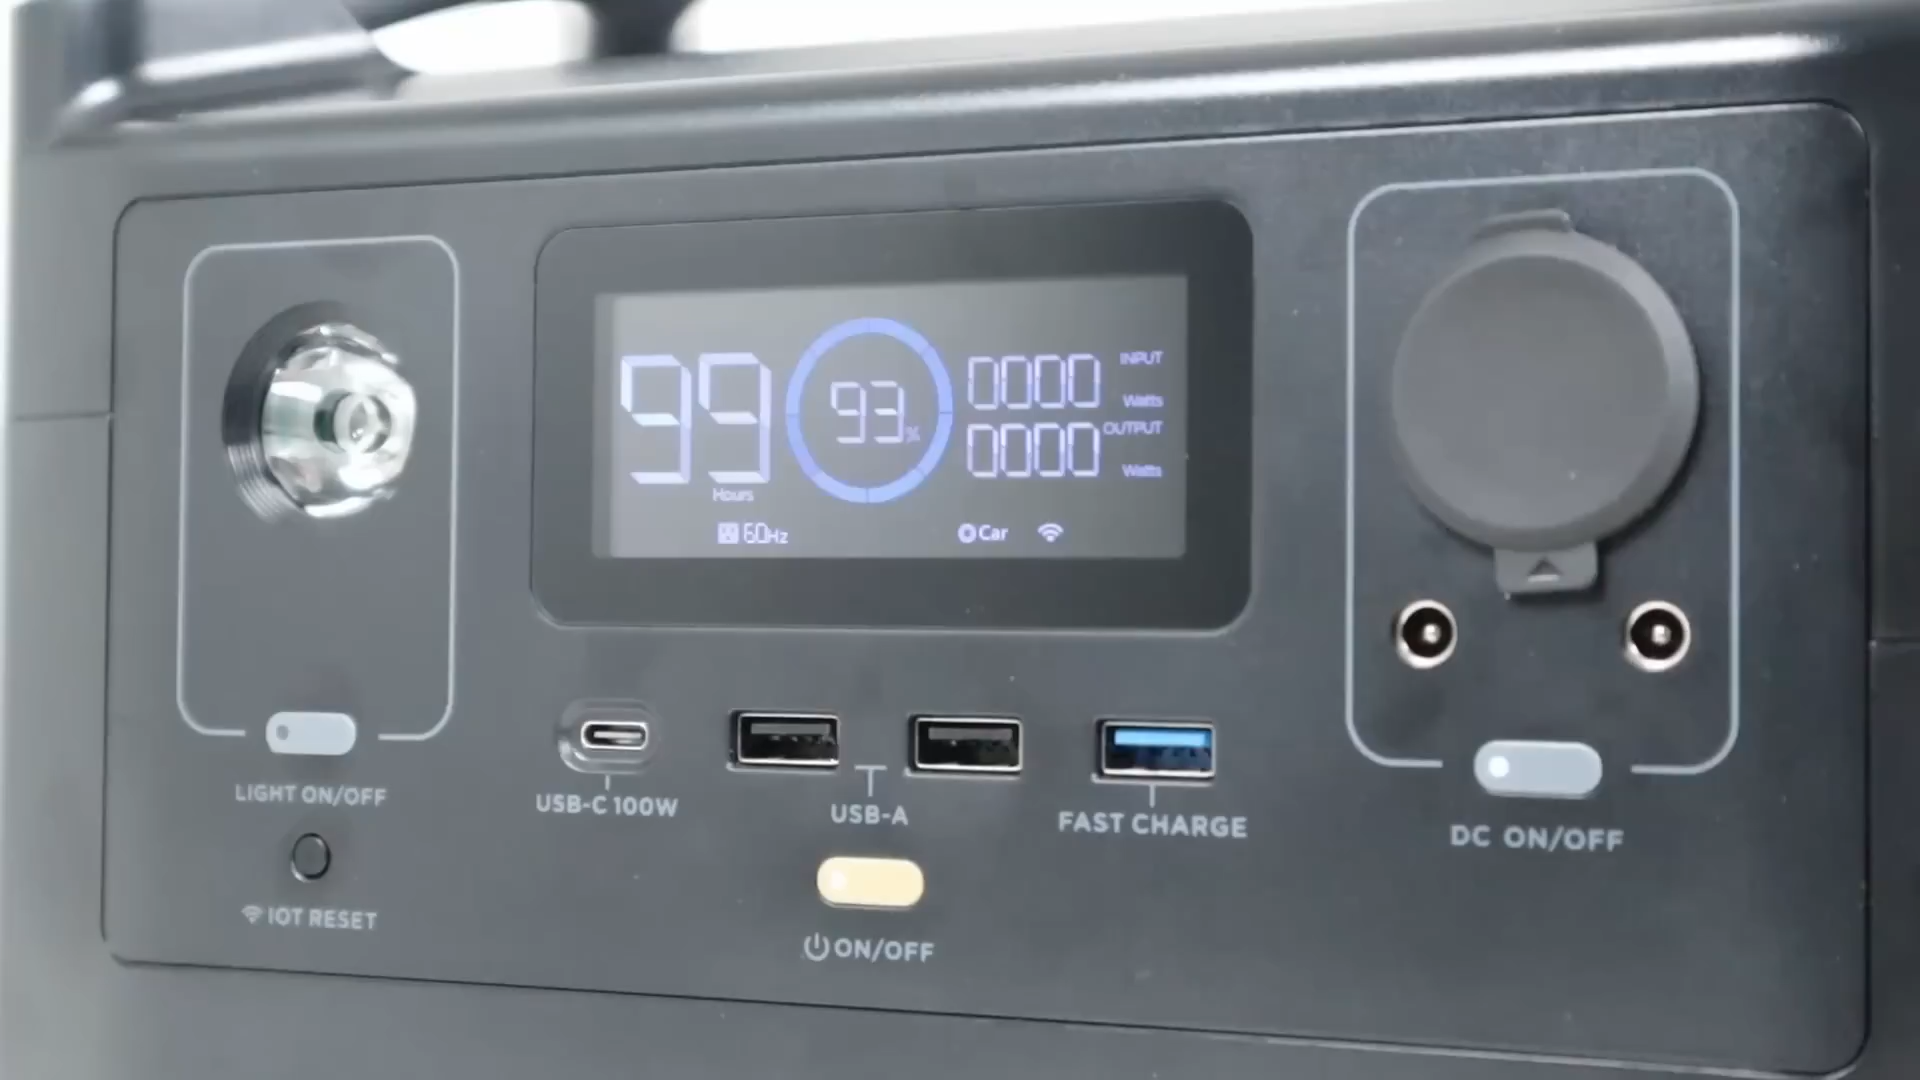 99
Hours
93%
0000 INPUT
Watts
0000 OUTPUT
Watts
60Hz
Car
LIGHT ON/OFF
IOT RESET
USB-C 100W
USB-A
FAST CHARGE
ON/OFF
DC ON/OFF